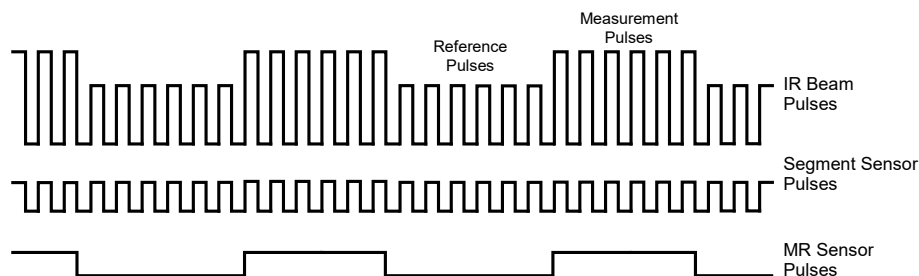 Measurement
Pulses
Reference
Pulses
IR Beam
Pulses
Segment Sensor
Pulses
MR Sensor
Pulses